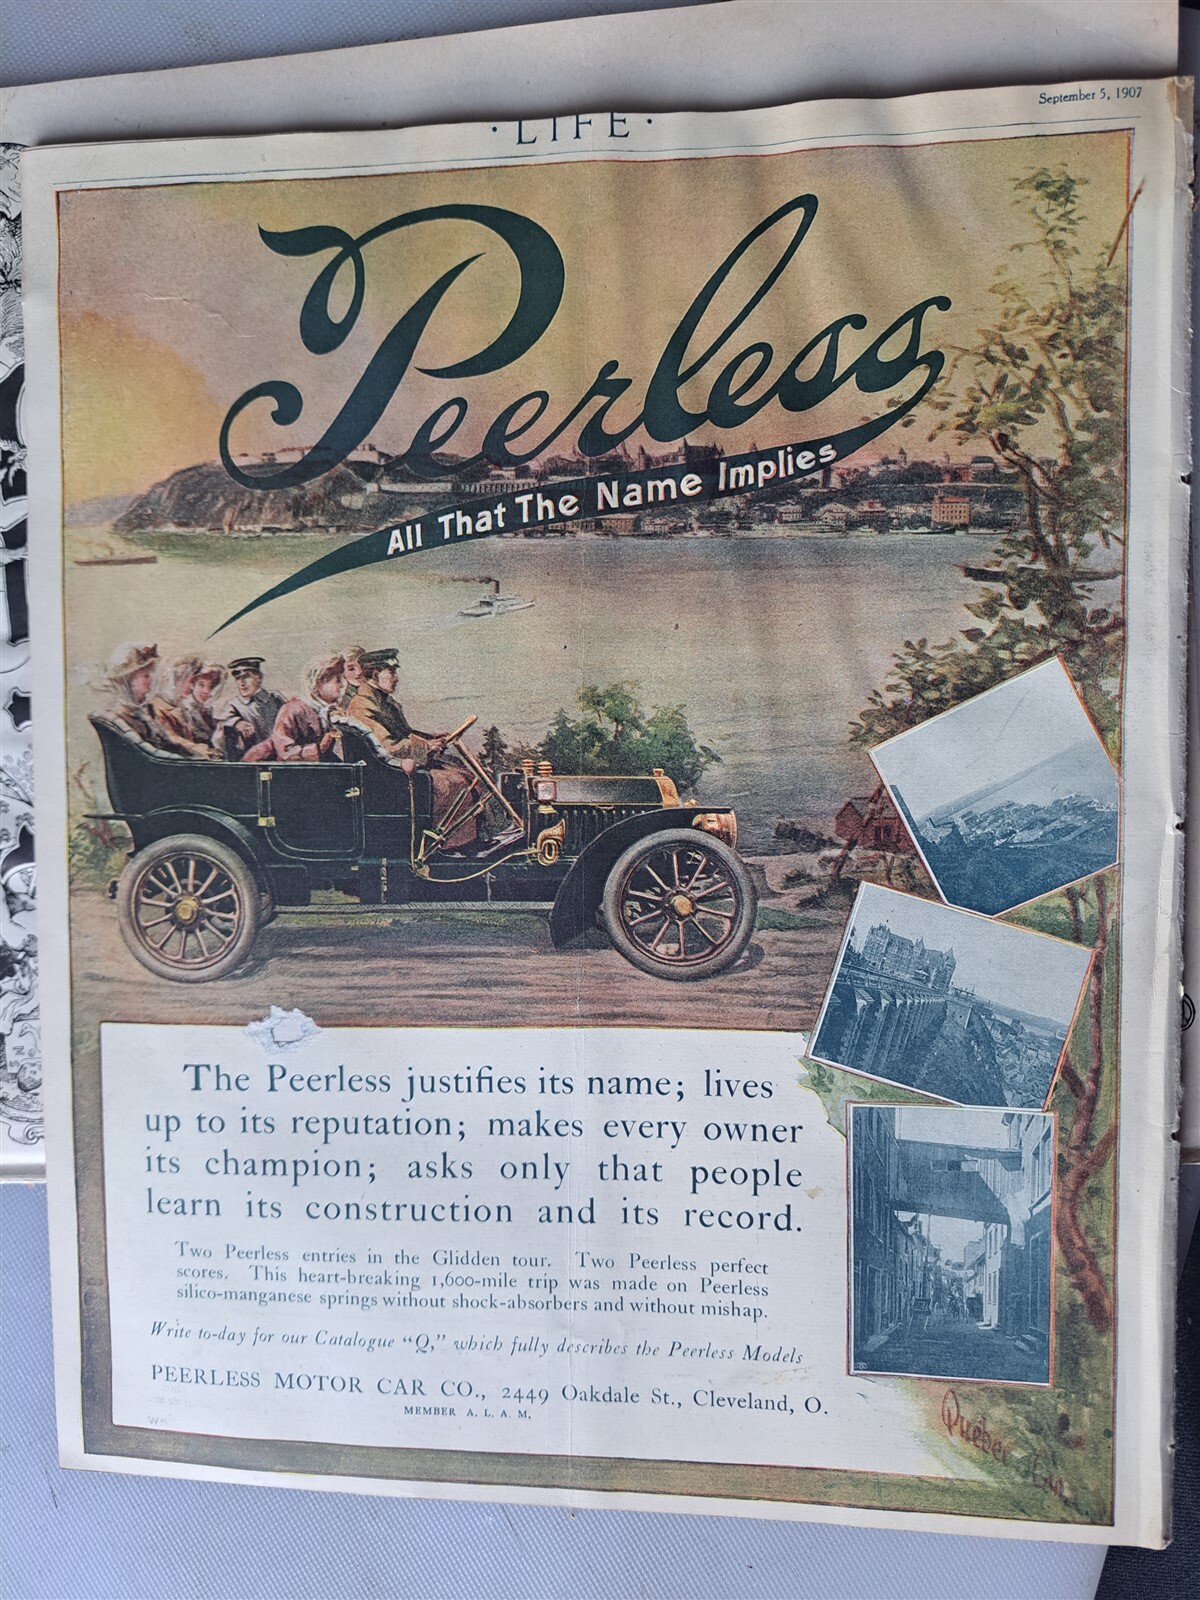 September 5, 1907
· LIFE ·
Peerless
All That The Name Implies
The Peerless justifies its name; lives
up to its reputation; makes every owner
its champion; asks only that people
learn its construction and its record.
Two Peerless entries in the Glidden tour. Two Peerless perfect
scores. This heart-breaking 1,600-mile trip was made on Peerless
silico-manganese springs without shock-absorbers and without mishap.
Write to-day for our Catalogue "Q," which fully describes the Peerless Models
PEERLESS MOTOR CAR CO., 2449 Oakdale St., Cleveland, O.
MEMBER A. L. A. M.
Quebec